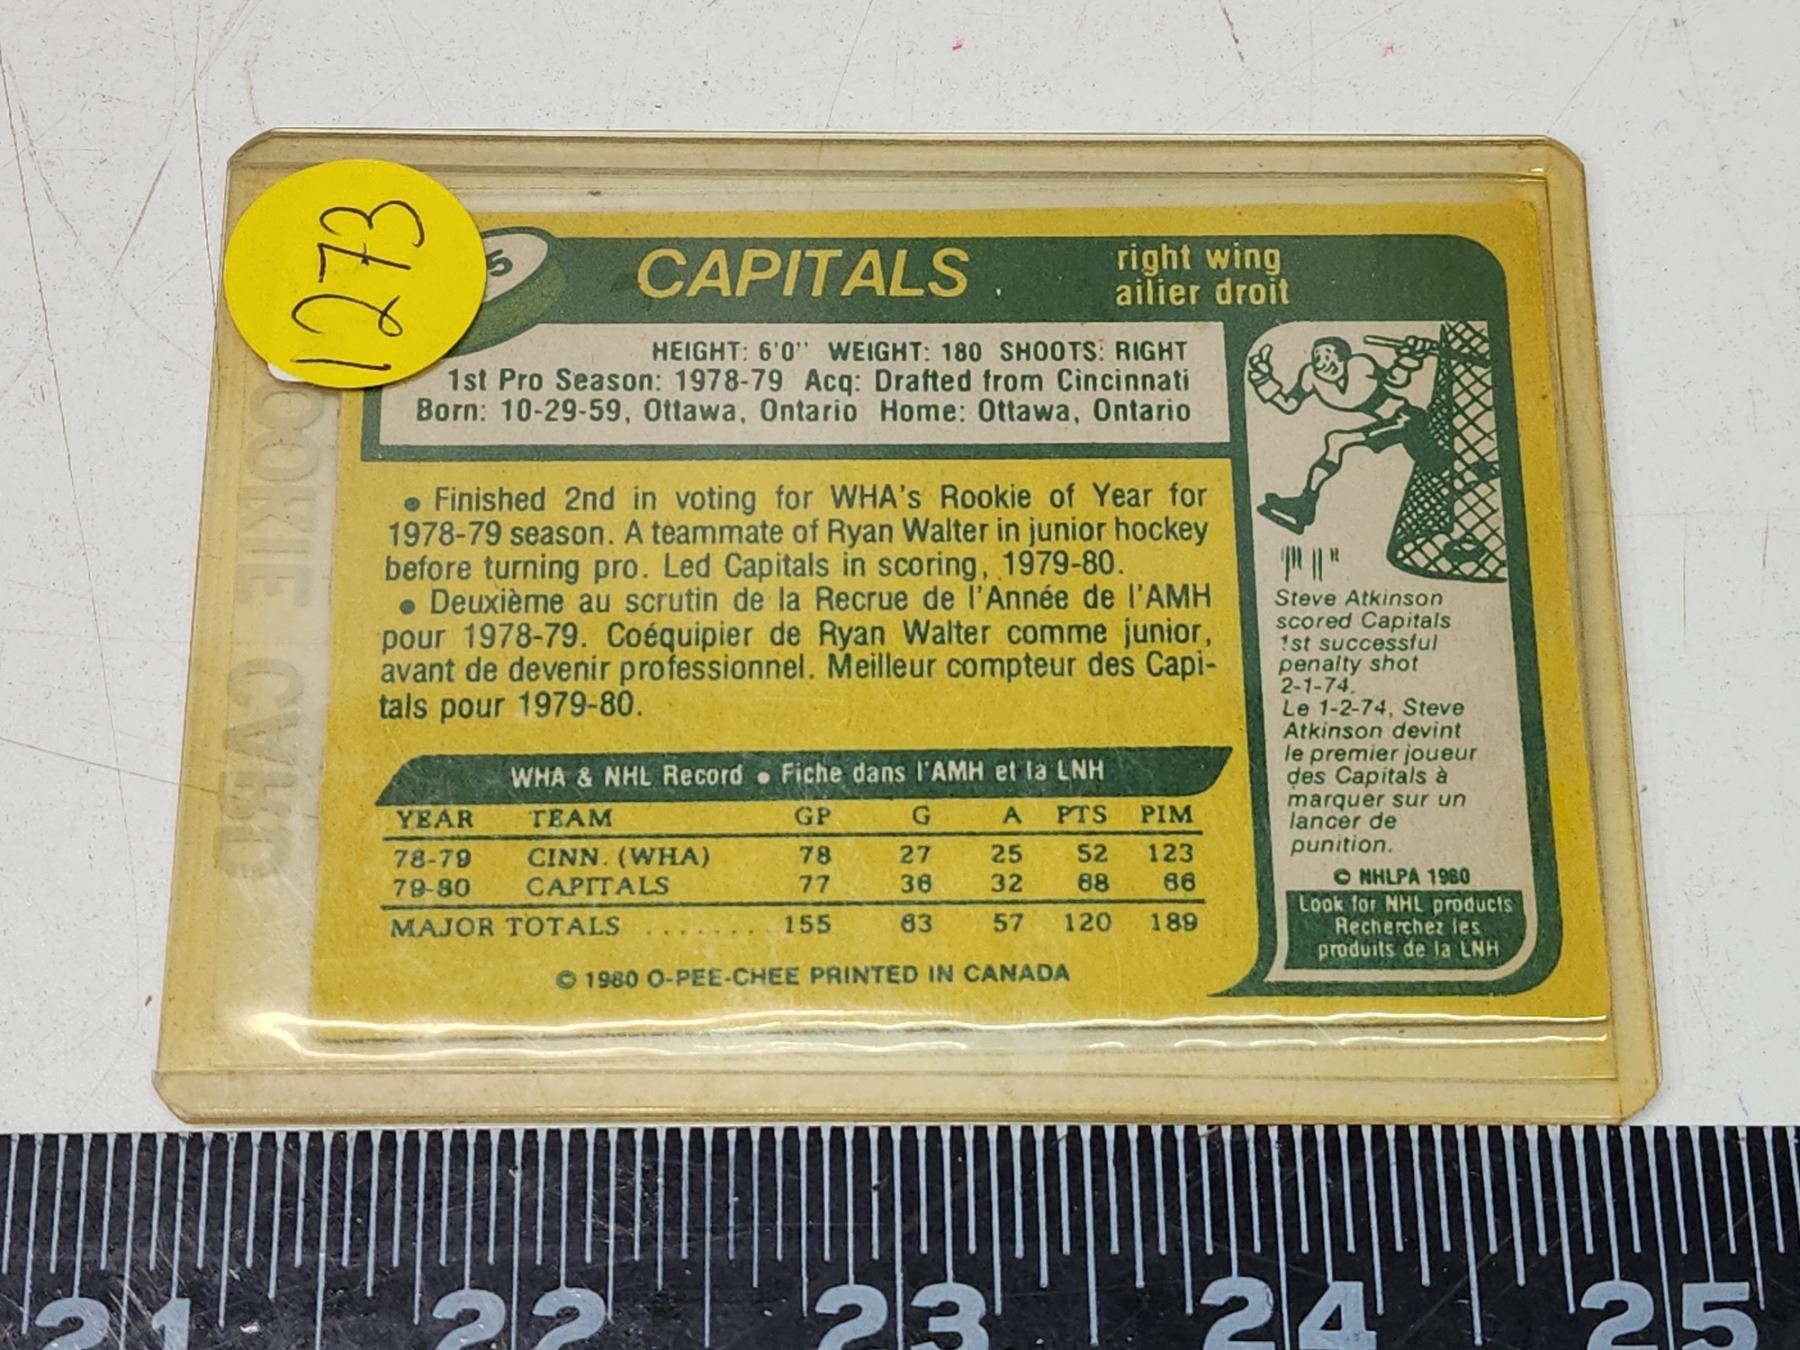 1273
5
CAPITALS
right wing
ailier droit
HEIGHT: 6'0" WEIGHT: 180 SHOOTS: RIGHT
1st Pro Season: 1978-79 Acq: Drafted from Cincinnati
Born: 10-29-59, Ottawa, Ontario Home: Ottawa, Ontario
• Finished 2nd in voting for WHA's Rookie of Year for
1978-79 season. A teammate of Ryan Walter in junior hockey
before turning pro. Led Capitals in scoring, 1979-80.
• Deuxième au scrutin de la Recrue de l'Année de l'AMH
pour 1978-79. Coéquipier de Ryan Walter comme junior,
avant de devenir professionnel. Meilleur compteur des Capi-
tals pour 1979-80.
WHA & NHL Record • Fiche dans l'AMH et la LNH
YEAR TEAM GP G A PTS PIM
78-79 CINN. (WHA) 78 27 25 52 123
79-80 CAPITALS 77 36 32 68 66
MAJOR TOTALS ........ 155 63 57 120 189
© 1980 O-PEE-CHEE PRINTED IN CANADA
Steve Atkinson
scored Capitals
1st successful
penalty shot
2-1-74.
Le 1-2-74, Steve
Atkinson devint
le premier joueur
des Capitals à
marquer sur un
lancer de
punition.
© NHLPA 1980
Look for NHL products
Recherchez les
produits de la LNH
OOKIE CARD
21 22 23 24 25